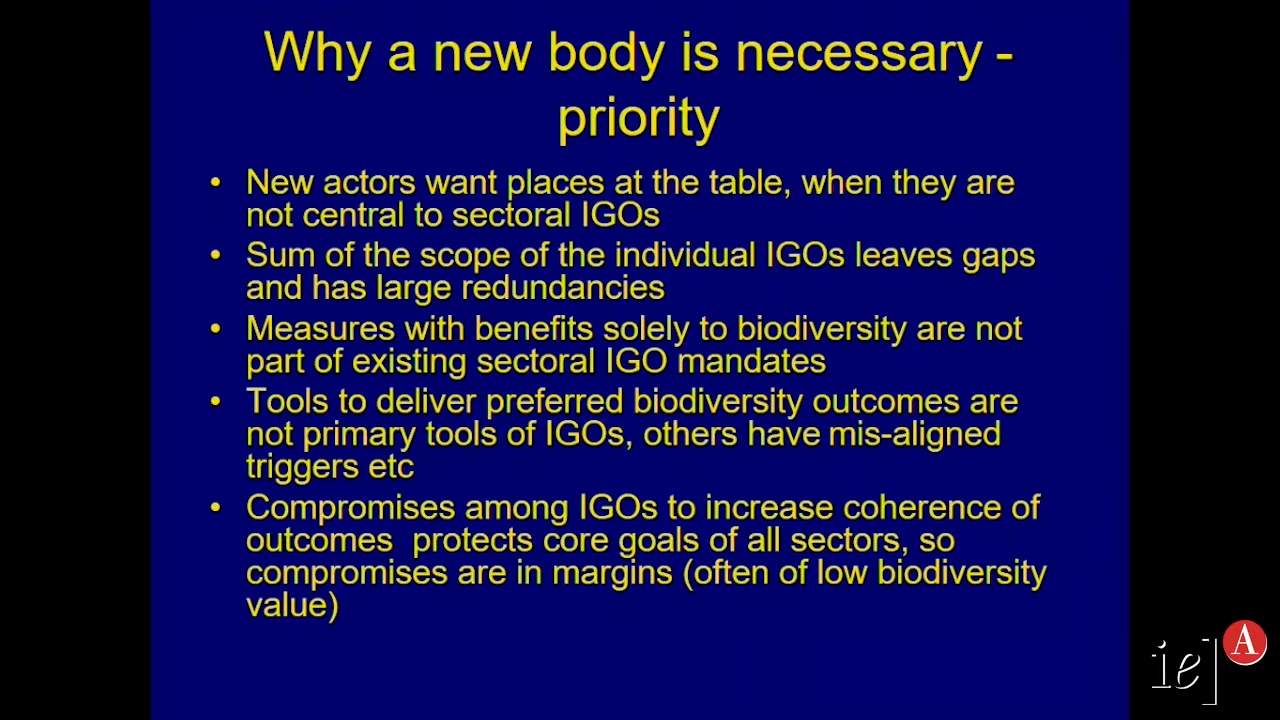 Why a new body is necessary -
priority
• New actors want places at the table, when they are
not central to sectoral IGOs
• Sum of the scope of the individual IGOs leaves gaps
and has large redundancies
• Measures with benefits solely to biodiversity are not
part of existing sectoral IGO mandates
• Tools to deliver preferred biodiversity outcomes are
not primary tools of IGOs, others have mis-aligned
triggers etc
• Compromises among IGOs to increase coherence of
outcomes  protects core goals of all sectors, so
compromises are in margins (often of low biodiversity
value)
ie] A